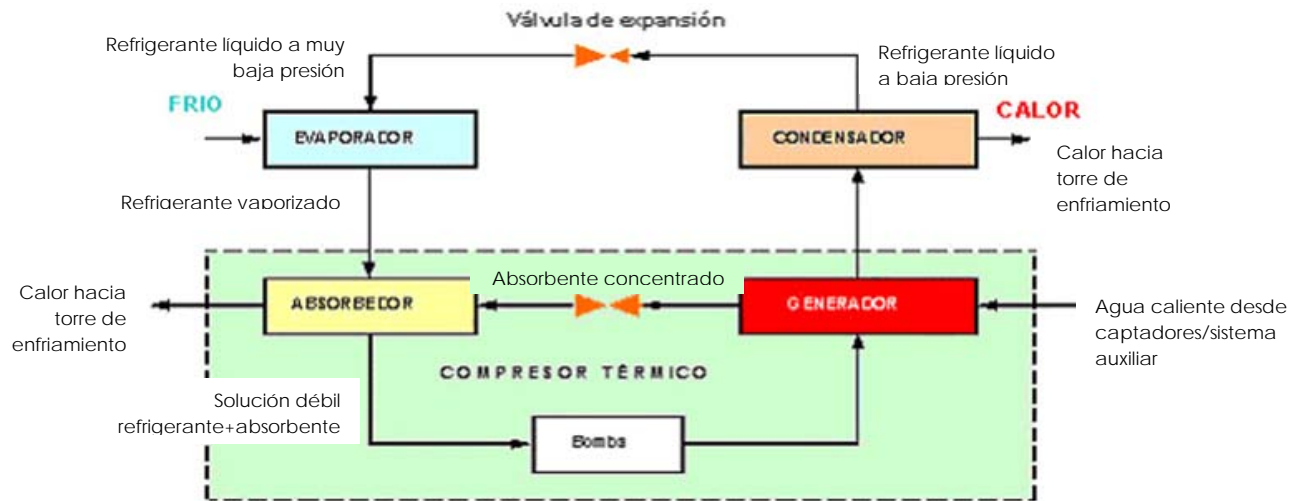 Válvula de expansión
Refrigerante líquido a muy
baja presión
Refrigerante líquido
a baja presión
FRIO
CALOR
EVAPORADOR
CONDENSADOR
Calor hacia
torre de
enfriamiento
Refrigerante vaporizado
Absorbente concentrado
Calor hacia
torre de
enfriamiento
ABSORBEDOR
GENERADOR
Agua caliente desde
captadores/sistema
auxiliar
COMPRESOR TÉRMICO
Solución débil
refrigerante+absorbente
Bomba